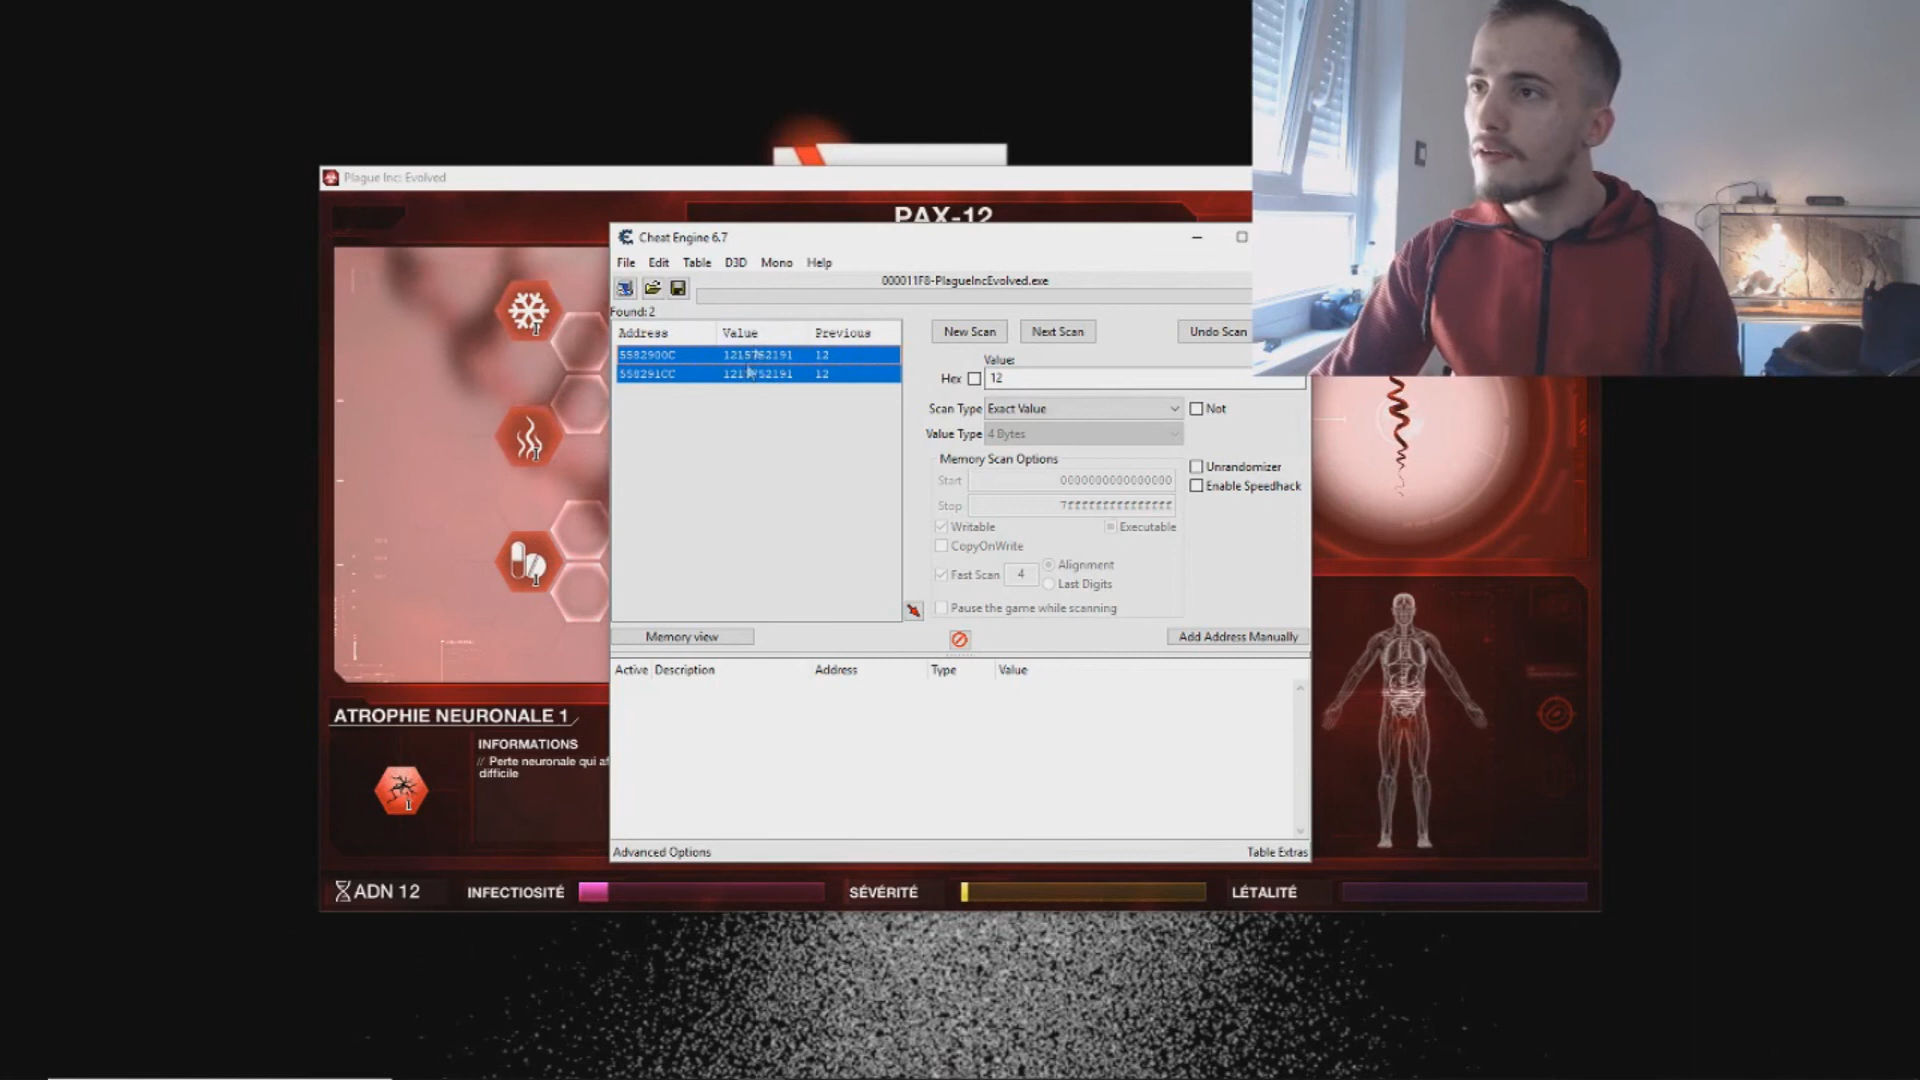 Plague Inc: Evolved
PAX-12
Cheat Engine 6.7
File Edit Table D3D Mono Help
000011F8-PlagueIncEvolved.exe
Found: 2
Address Value Previous
5582900C 12
558291CC 12
New Scan Next Scan Undo Scan
Value:
Hex 12
Scan Type Exact Value Not
Value Type 4 Bytes
Memory Scan Options
Start 0000000000000000
Stop 7fffffffffffffff
Unrandomizer
Enable Speedhack
Writable Executable
CopyOnWrite
Fast Scan 4 Alignment
Last Digits
Pause the game while scanning
Memory view Add Address Manually
Active Description Address Type Value
Advanced Options Table Extras
ATROPHIE NEURONALE 1
INFORMATIONS
// Perte neuronale qui
difficile
ADN 12 INFECTIOSITÉ SÉVÉRITÉ LÉTALITÉ